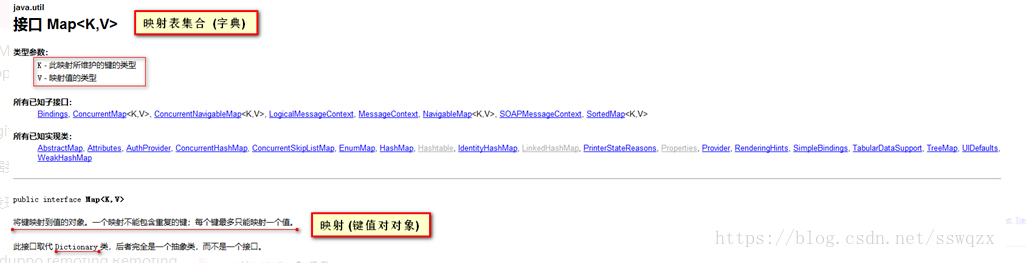 java.util
接口 Map<K,V>
映射表集合 (字典)
类型参数:
K - 此映射所维护的键的类型
V - 映射值的类型
所有已知子接口:
Bindings, ConcurrentMap<K,V>, ConcurrentNavigableMap<K,V>, LogicalMessageContext, MessageContext, NavigableMap<K,V>, SOAPMessageContext, SortedMap<K,V>
所有已知实现类:
AbstractMap, Attributes, AuthProvider, ConcurrentHashMap, ConcurrentSkipListMap, EnumMap, HashMap, Hashtable, IdentityHashMap, LinkedHashMap, PrinterStateReasons, Properties, Provider, RenderingHints, SimpleBindings, TabularDataSupport, TreeMap, UIDefaults,
WeakHashMap
public interface Map<K,V>
将键映射到值的对象。一个映射不能包含重复的键；每个键最多只能映射一个值。
映射 (键值对对象)
此接口取代 Dictionary 类，后者完全是一个抽象类，而不是一个接口。
https://blog.csdn.net/sswqzx